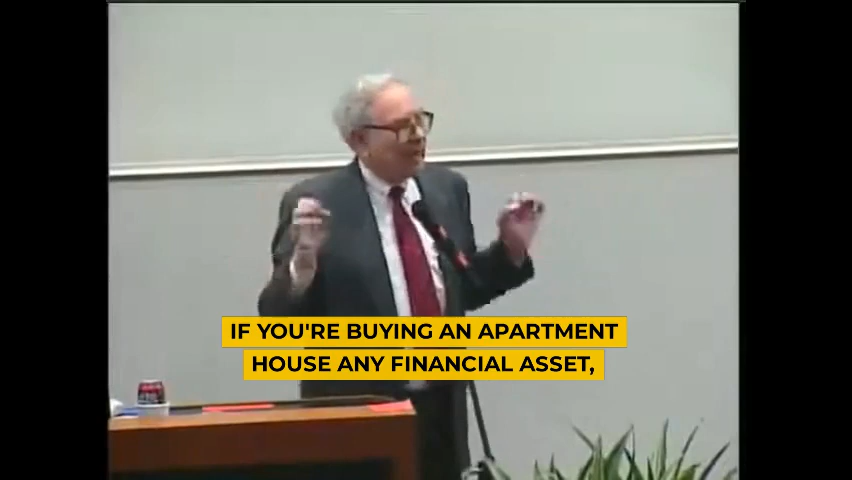 IF YOU'RE BUYING AN APARTMENT
HOUSE ANY FINANCIAL ASSET,